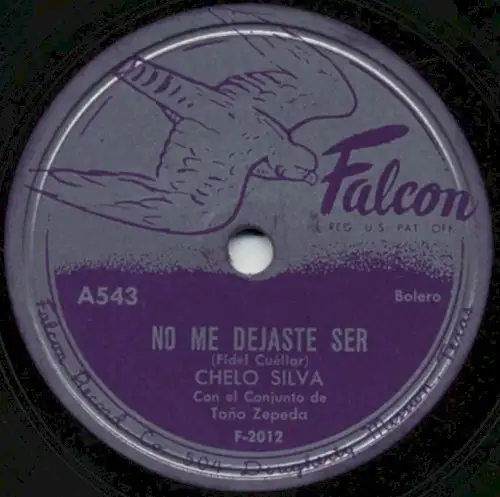 Falcon
REG. U.S. PAT. OFF.
A543
Bolero
NO ME DEJASTE SER
(Fidel Cuéllar)
CHELO SILVA
Con el Conjunto de
Toño Zepeda
F-2012
Falcon Record Co. 504 Dougherty Mission, Texas